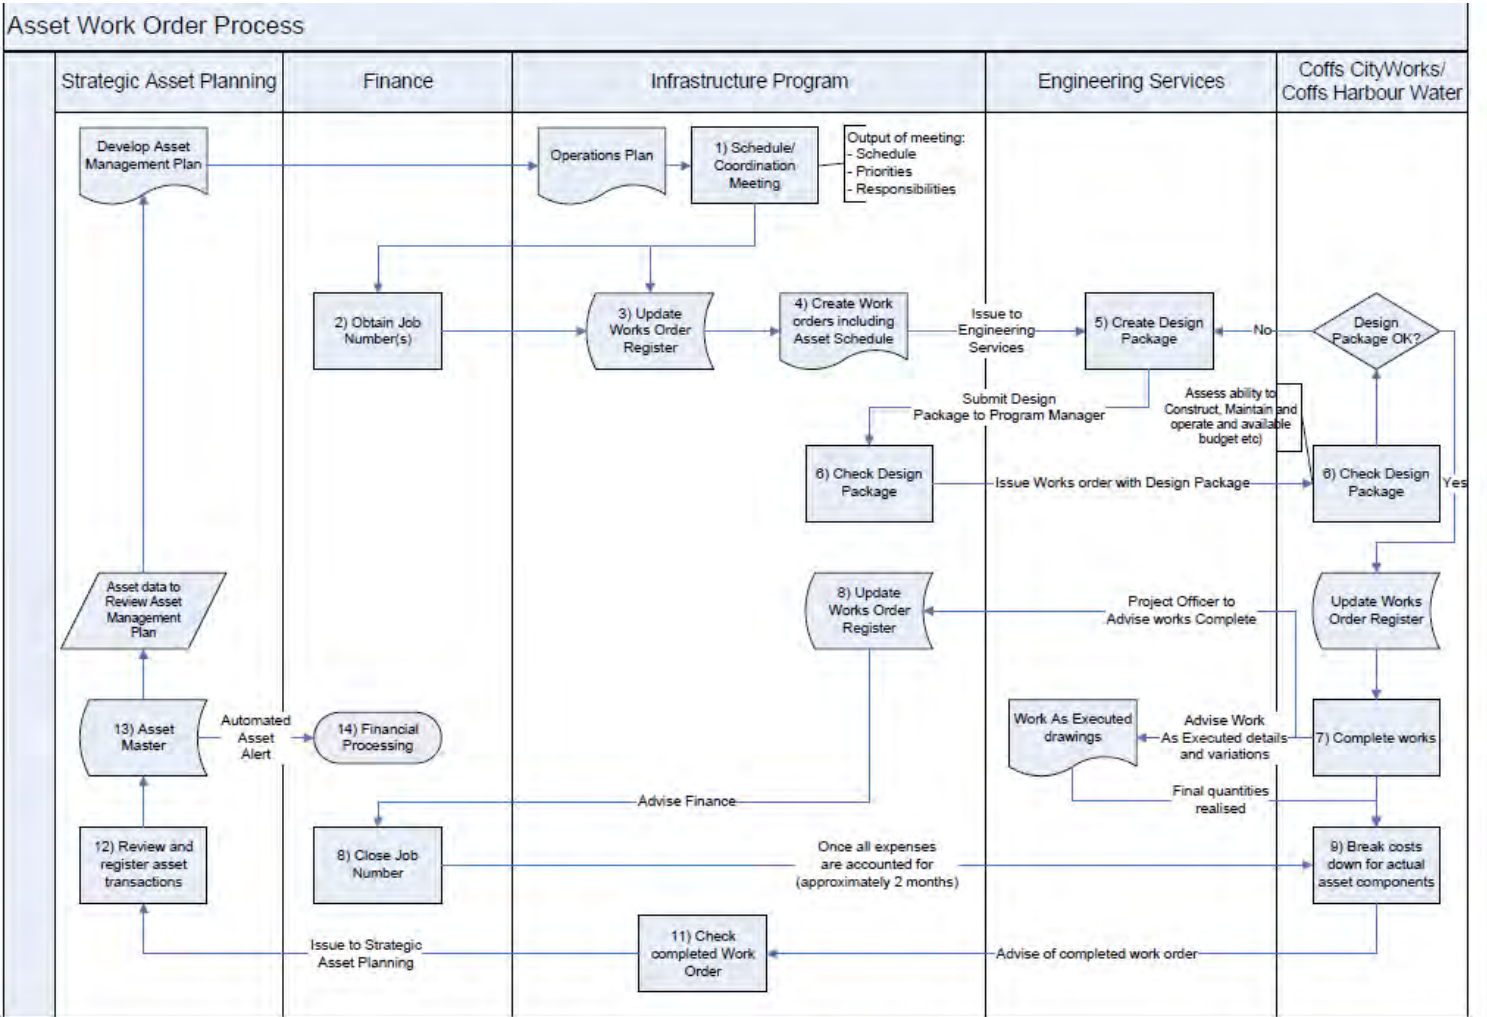 Asset Work Order Process
Strategic Asset Planning
Finance
Infrastructure Program
Engineering Services
Coffs CityWorks/
Coffs Harbour Water
Develop Asset
Management Plan
Operations Plan
1) Schedule/
Coordination
Meeting
Output of meeting:
- Schedule
- Priorities
- Responsibilities
2) Obtain Job
Number(s)
3) Update
Works Order
Register
4) Create Work
orders including
Asset Schedule
Issue to
Engineering
Services
5) Create Design
Package
No
Design
Package OK?
Submit Design
Package to Program Manager
Assess ability to
Construct, Maintain and
operate and available
budget etc)
6) Check Design
Package
Issue Works order with Design Package
6) Check Design
Package
Yes
Asset data to
Review Asset
Management
Plan
8) Update
Works Order
Register
Project Officer to
Advise works Complete
Update Works
Order Register
13) Asset
Master
Automated
Asset
Alert
14) Financial
Processing
Work As Executed
drawings
Advise Work
As Executed details
and variations
7) Complete works
Final quantities
realised
Advise Finance
12) Review and
register asset
transactions
8) Close Job
Number
Once all expenses
are accounted for
(approximately 2 months)
9) Break costs
down for actual
asset components
Issue to Strategic
Asset Planning
11) Check
completed Work
Order
Advise of completed work order